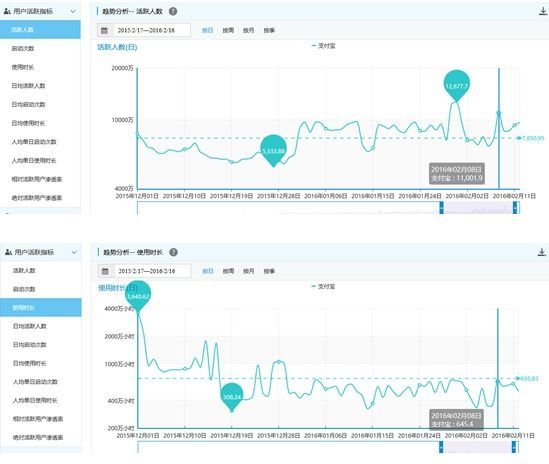 用户活跃指标
活跃人数
启动次数
使用时长
日均活跃人数
日均启动次数
日均使用时长
人均单日启动次数
人均单日使用时长
相对活跃用户渗透率
绝对活跃用户渗透率
趋势分析-- 活跃人数 ?
2015/2/17—2016/2/16 按日 按周 按月 按季
活跃人数(日)
支付宝
20000万
10000万
4000万
12,677.7
5,333.88
7,850.95
2016年02月08日
支付宝 : 11,001.9
2015年12月01日 2015年12月10日 2015年12月19日 2015年12月28日 2016年01月06日 2016年01月15日 2016年01月24日 2016年02月02日 2016年02月11日
用户活跃指标
活跃人数
启动次数
使用时长
日均活跃人数
日均启动次数
日均使用时长
人均单日启动次数
人均单日使用时长
相对活跃用户渗透率
绝对活跃用户渗透率
趋势分析-- 使用时长 ?
2015/2/17—2016/2/16 按日 按周 按月 按季
使用时长(日)
支付宝
3,640.62
4000万小时
2000万小时
1000万小时
400万小时
200万小时
308.24
695.83
2016年02月08日
支付宝 : 645.4
2015年12月01日 2015年12月10日 2015年12月19日 2015年12月28日 2016年01月06日 2016年01月15日 2016年01月24日 2016年02月02日 2016年02月11日